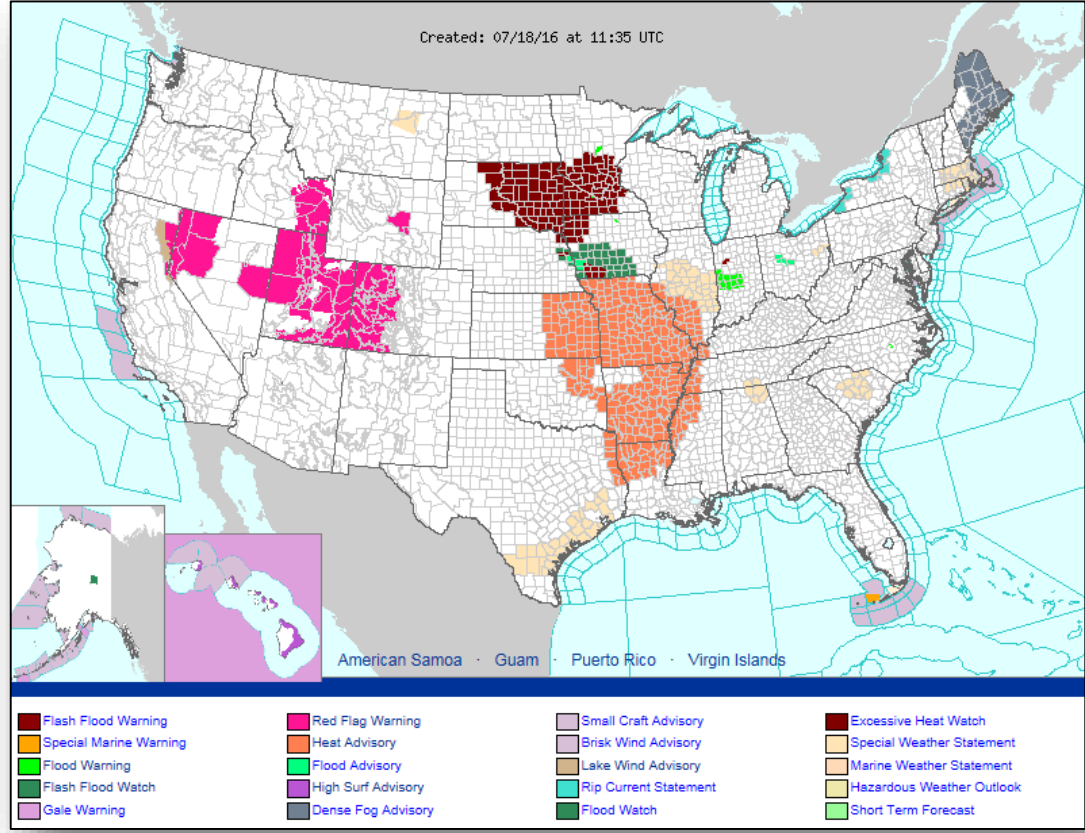 Created: 07/18/16 at 11:35 UTC
American Samoa · Guam · Puerto Rico · Virgin Islands
Flash Flood Warning Red Flag Warning Small Craft Advisory Excessive Heat Watch
Special Marine Warning Heat Advisory Brisk Wind Advisory Special Weather Statement
Flood Warning Flood Advisory Lake Wind Advisory Marine Weather Statement
Flash Flood Watch High Surf Advisory Rip Current Statement Hazardous Weather Outlook
Gale Warning Dense Fog Advisory Flood Watch Short Term Forecast